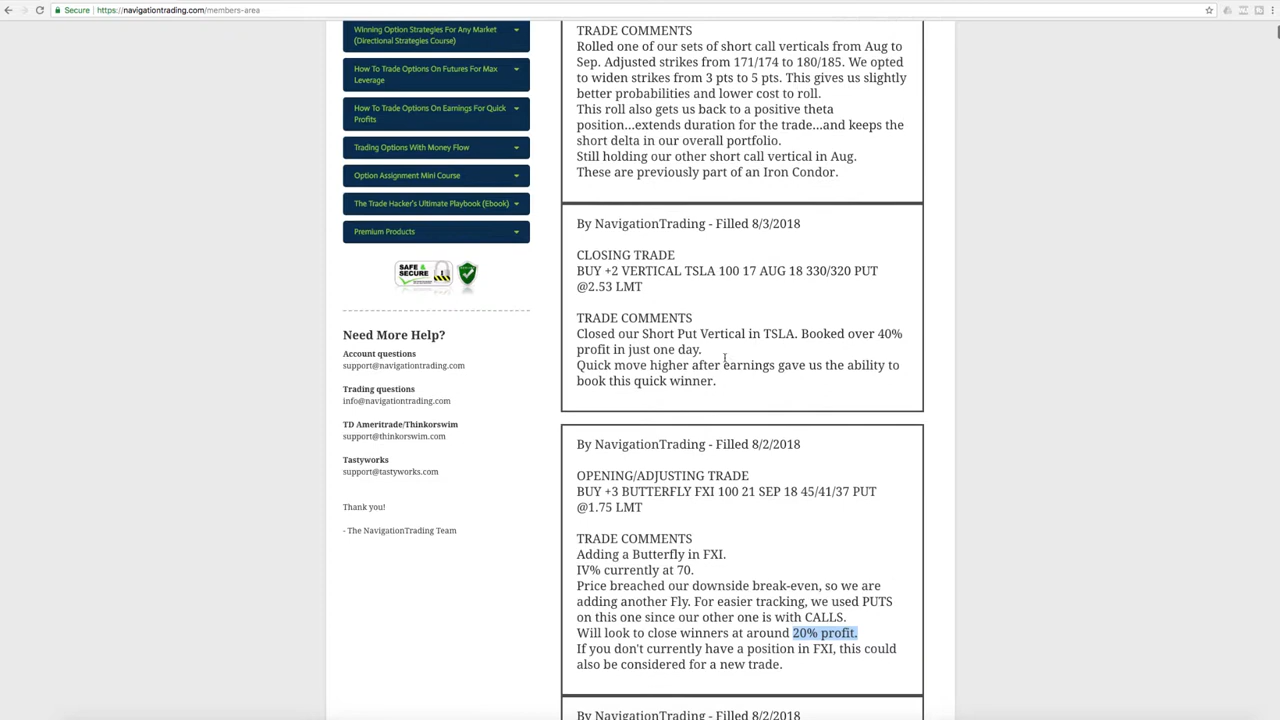 Secure
https://navigationtrading.com/members-area
Winning Option Strategies For Any Market
(Directional Strategies Course)
How To Trade Options On Futures For Max
Leverage
How To Trade Options On Earnings For Quick
Profits
Trading Options With Money Flow
Option Assignment Mini Course
The Trade Hacker's Ultimate Playbook (Ebook)
Premium Products
SAFE &
SECURE
Need More Help?
Account questions
support@navigationtrading.com
Trading questions
info@navigationtrading.com
TD Ameritrade/Thinkorswim
support@thinkorswim.com
Tastyworks
support@tastyworks.com
Thank you!
- The NavigationTrading Team
TRADE COMMENTS
Rolled one of our sets of short call verticals from Aug to
Sep. Adjusted strikes from 171/174 to 180/185. We opted
to widen strikes from 3 pts to 5 pts. This gives us slightly
better probabilities and lower cost to roll.
This roll also gets us back to a positive theta
position...extends duration for the trade...and keeps the
short delta in our overall portfolio.
Still holding our other short call vertical in Aug.
These are previously part of an Iron Condor.
By NavigationTrading - Filled 8/3/2018
CLOSING TRADE
BUY +2 VERTICAL TSLA 100 17 AUG 18 330/320 PUT
@2.53 LMT
TRADE COMMENTS
Closed our Short Put Vertical in TSLA. Booked over 40%
profit in just one day.
Quick move higher after earnings gave us the ability to
book this quick winner.
By NavigationTrading - Filled 8/2/2018
OPENING/ADJUSTING TRADE
BUY +3 BUTTERFLY FXI 100 21 SEP 18 45/41/37 PUT
@1.75 LMT
TRADE COMMENTS
Adding a Butterfly in FXI.
IV% currently at 70.
Price breached our downside break-even, so we are
adding another Fly. For easier tracking, we used PUTS
on this one since our other one is with CALLS.
Will look to close winners at around 20% profit.
If you don't currently have a position in FXI, this could
also be considered for a new trade.
By NavigationTrading - Filled 8/2/2018